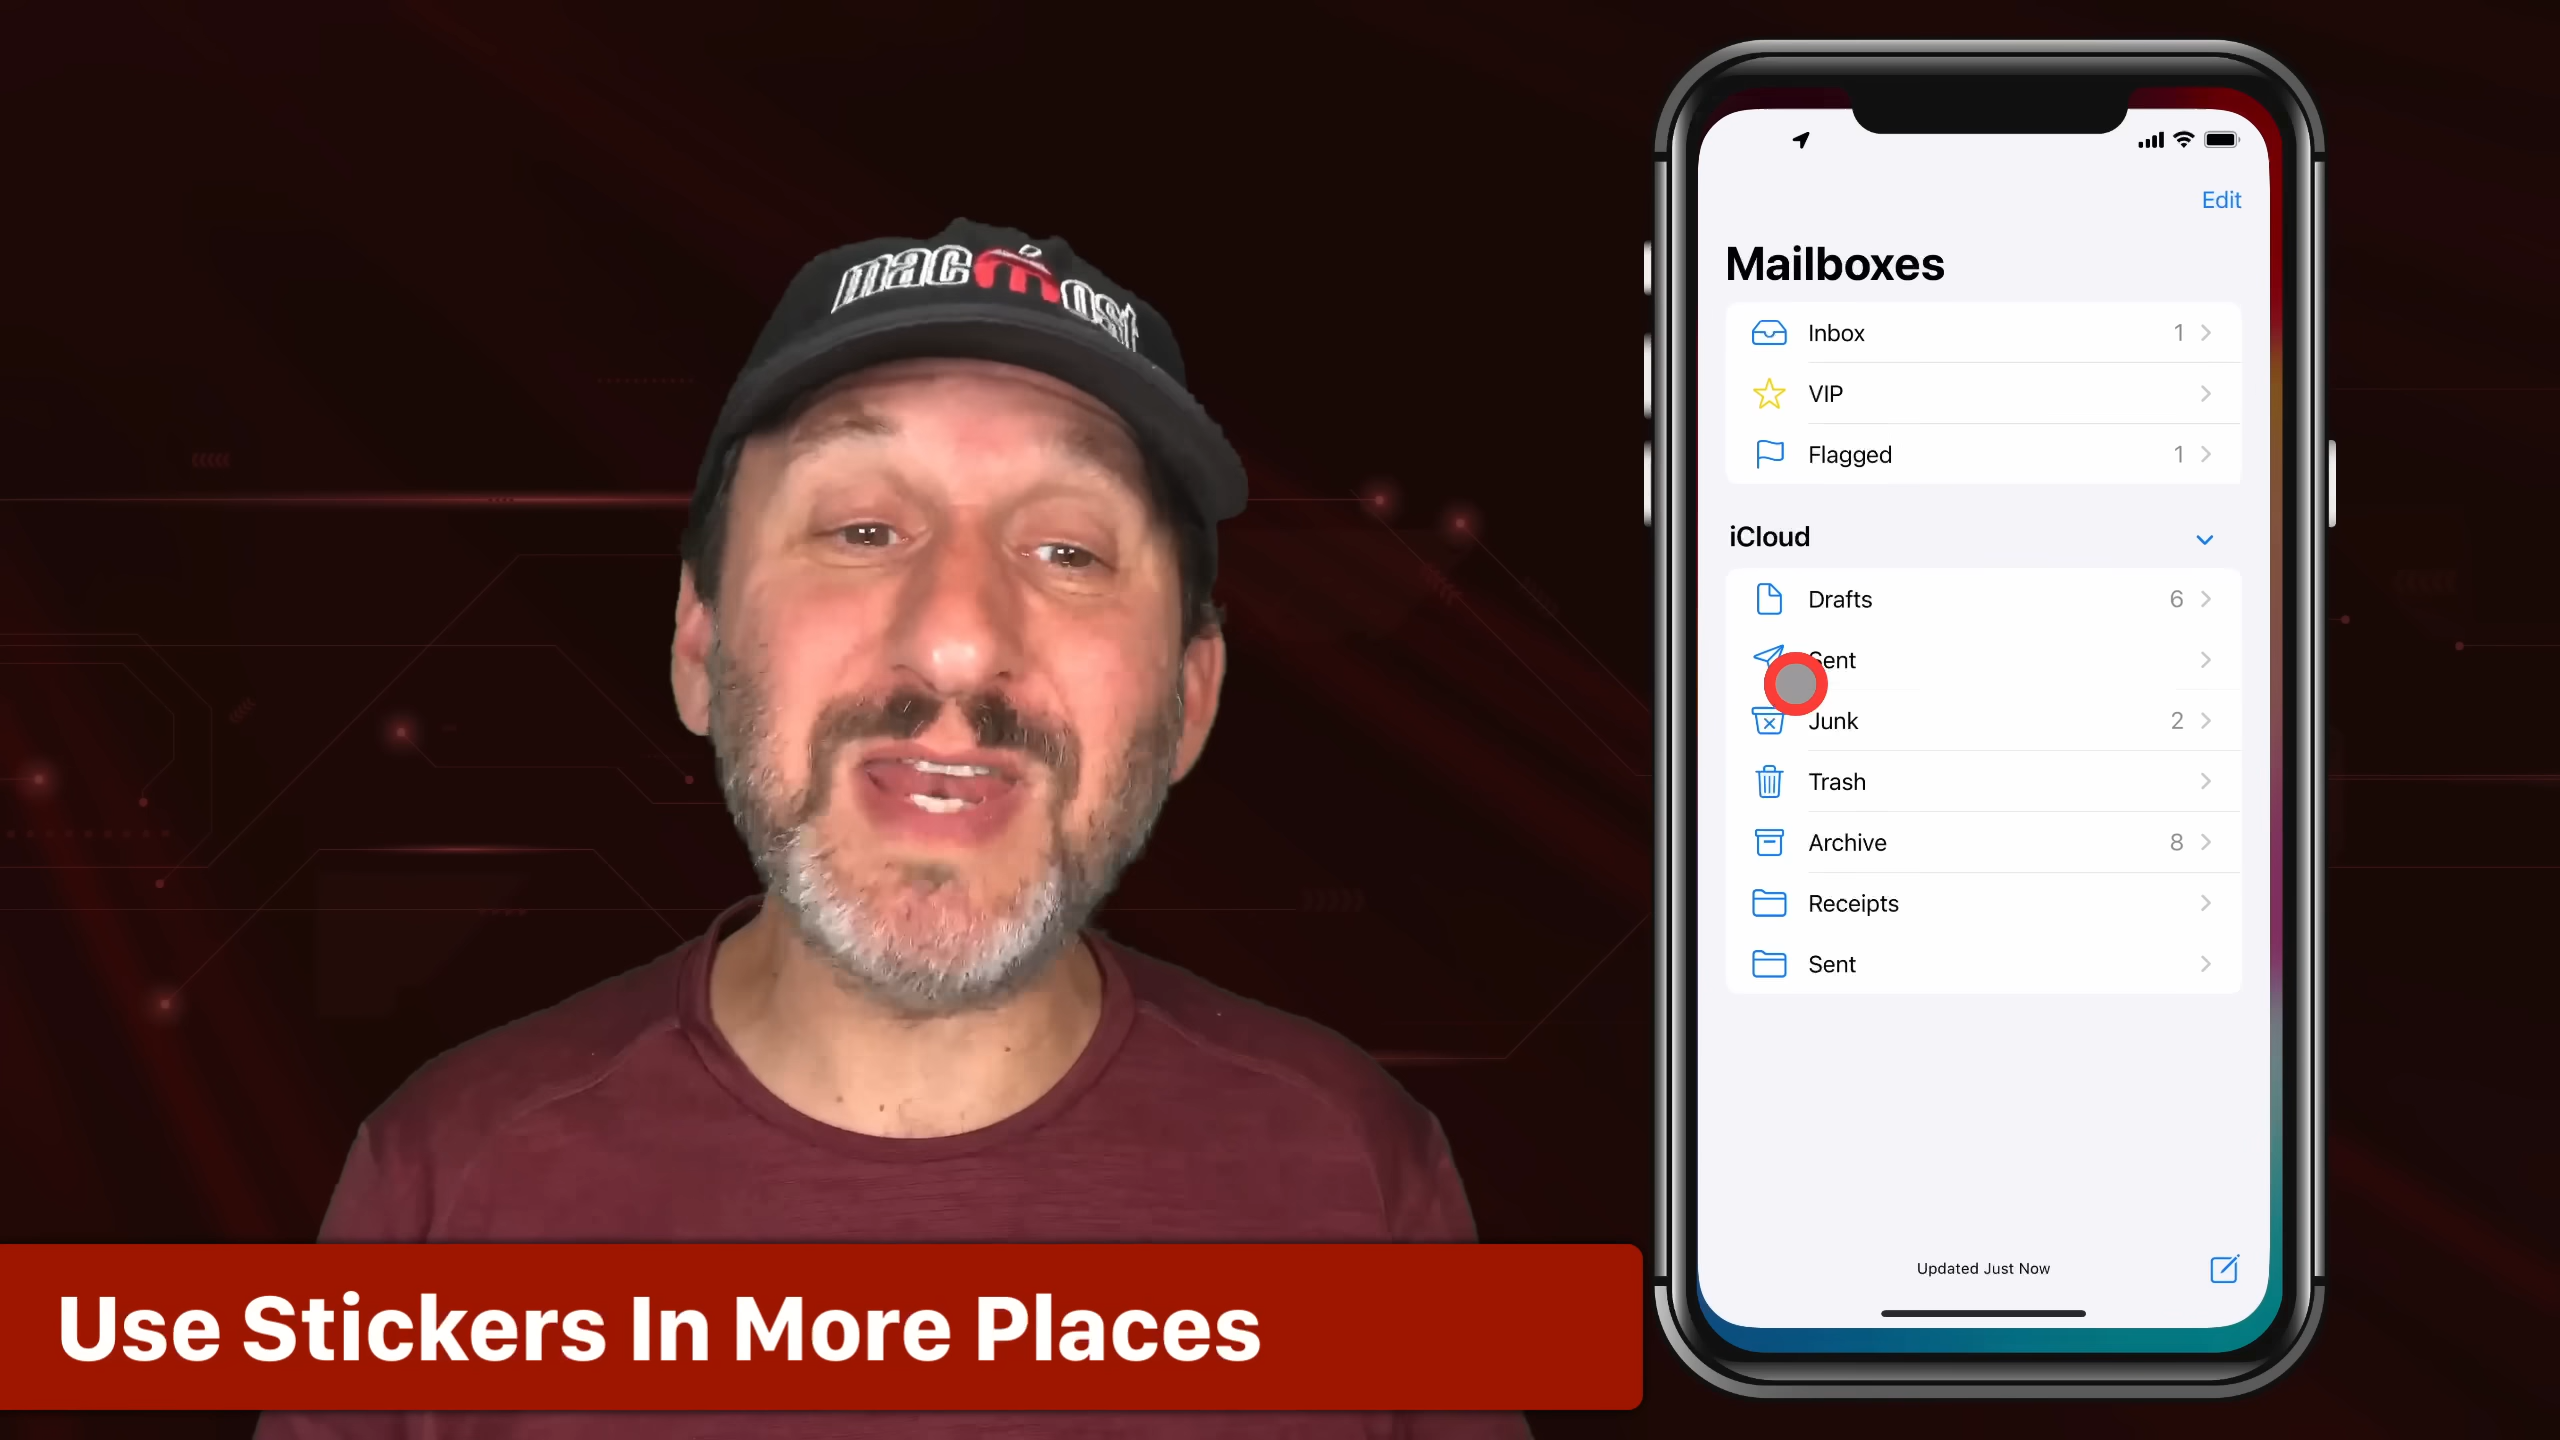 macmost
Edit
Mailboxes
Inbox 1
VIP
Flagged 1
iCloud
Drafts 6
Sent
Junk 2
Trash
Archive 8
Receipts
Sent
Updated Just Now
Use Stickers In More Places